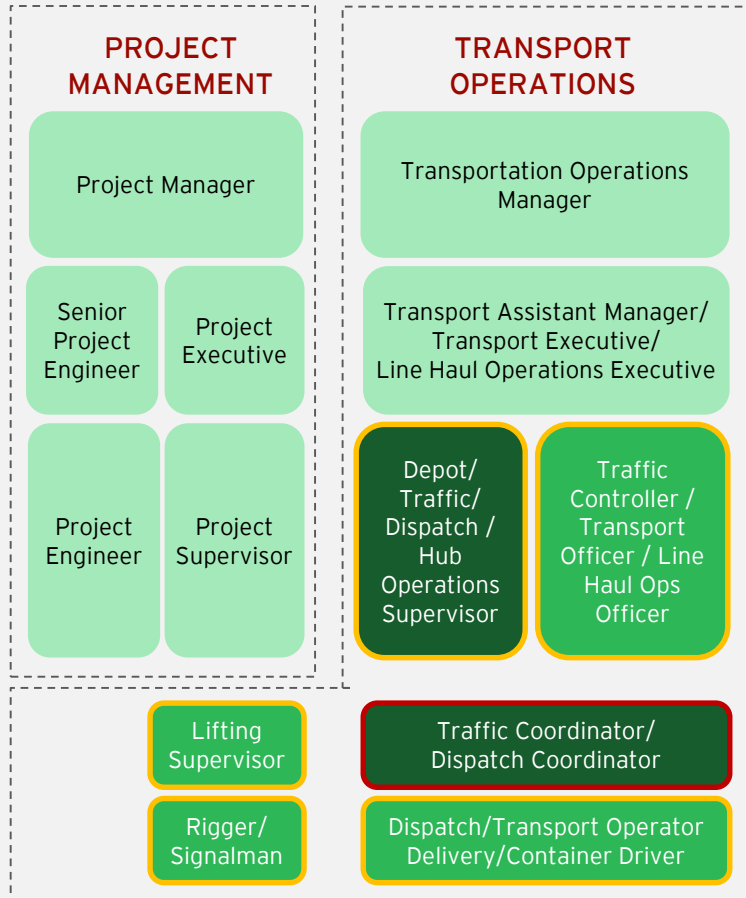 PROJECT
MANAGEMENT
Project Manager
Senior
Project
Engineer
Project
Executive
Project
Engineer
Project
Supervisor
TRANSPORT
OPERATIONS
Transportation Operations
Manager
Transport Assistant Manager/
Transport Executive/
Line Haul Operations Executive
Depot/
Traffic/
Dispatch /
Hub
Operations
Supervisor
Traffic
Controller /
Transport
Officer / Line
Haul Ops
Officer
Lifting
Supervisor
Traffic Coordinator/
Dispatch Coordinator
Rigger/
Signalman
Dispatch/Transport Operator
Delivery/Container Driver